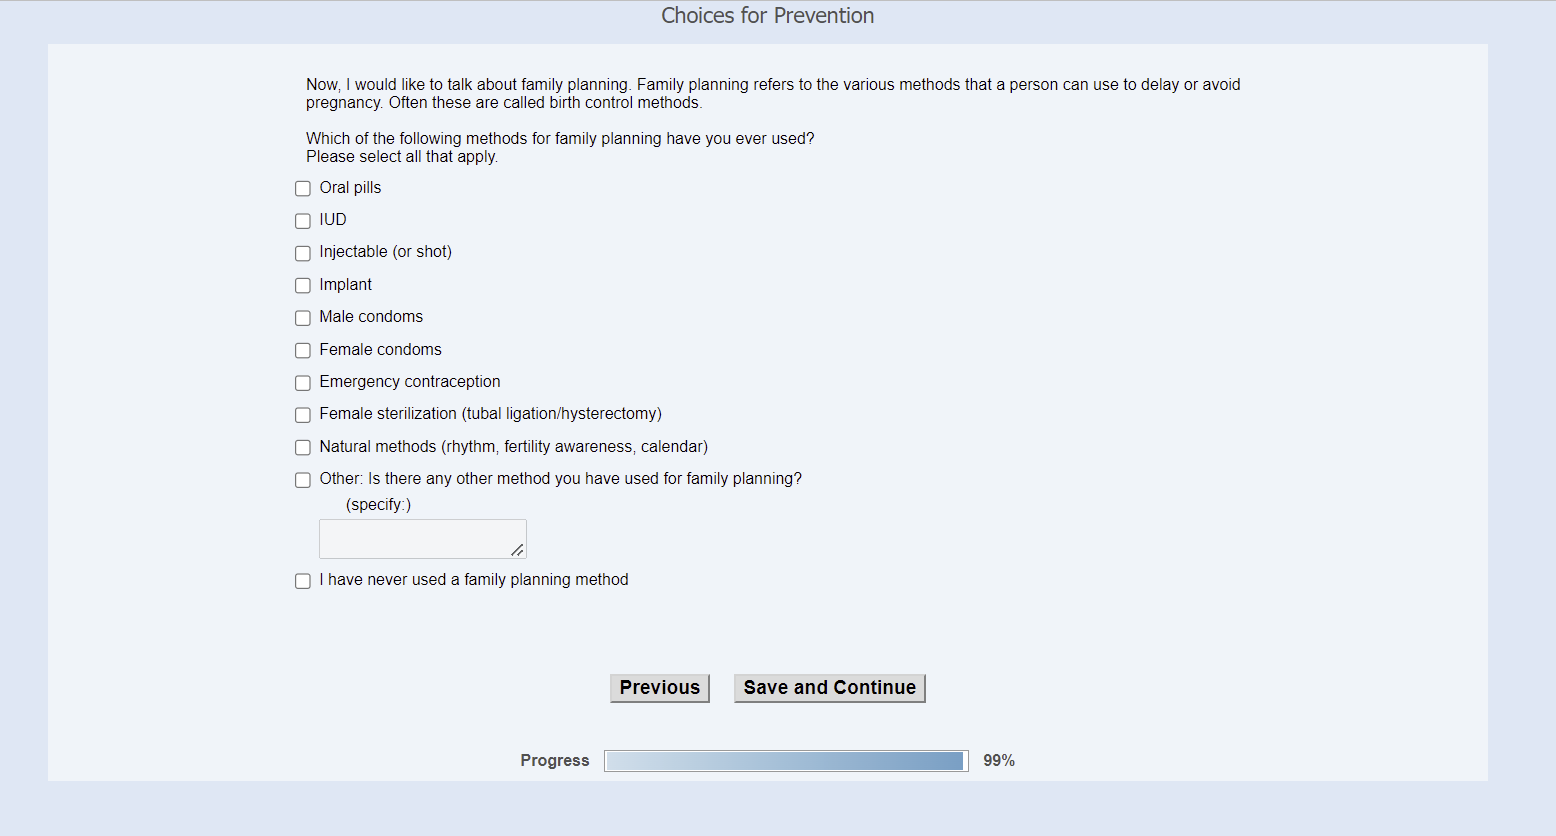 Choices for Prevention
Now, I would like to talk about family planning. Family planning refers to the various methods that a person can use to delay or avoid
pregnancy. Often these are called birth control methods.
Which of the following methods for family planning have you ever used?
Please select all that apply.
Oral pills
IUD
Injectable (or shot)
Implant
Male condoms
Female condoms
Emergency contraception
Female sterilization (tubal ligation/hysterectomy)
Natural methods (rhythm, fertility awareness, calendar)
Other: Is there any other method you have used for family planning?
(specify:)
I have never used a family planning method
Previous Save and Continue
Progress 99%